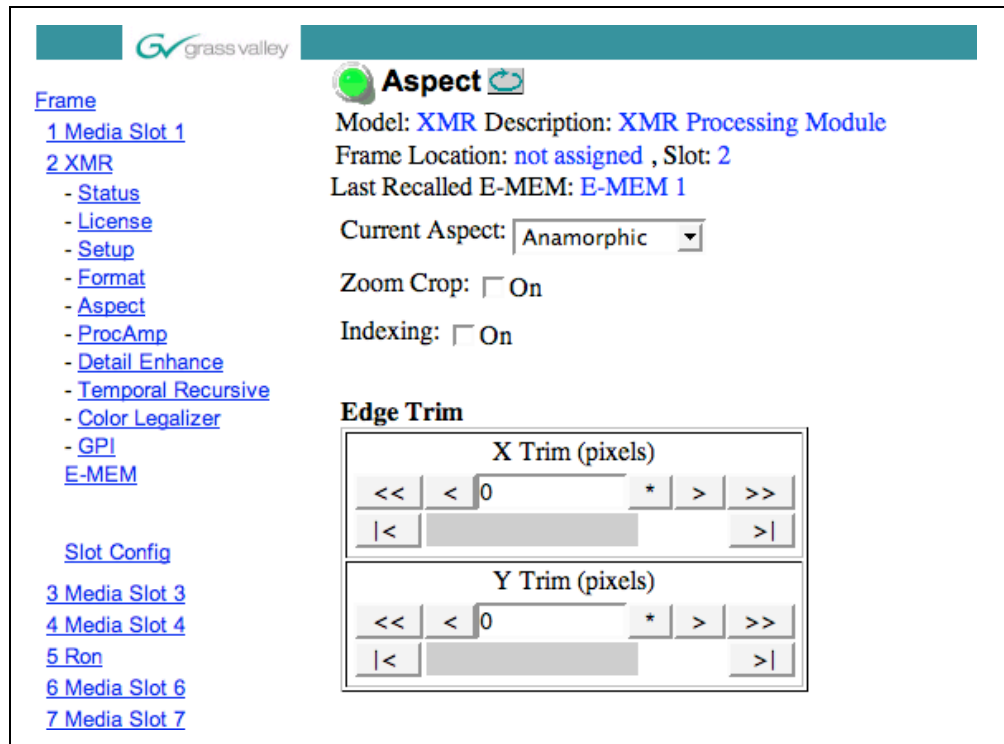 grass valley
Frame
1 Media Slot 1
2 XMR
- Status
- License
- Setup
- Format
- Aspect
- ProcAmp
- Detail Enhance
- Temporal Recursive
- Color Legalizer
- GPI
E-MEM
Slot Config
3 Media Slot 3
4 Media Slot 4
5 Ron
6 Media Slot 6
7 Media Slot 7
Aspect
Model: XMR Description: XMR Processing Module
Frame Location: not assigned , Slot: 2
Last Recalled E-MEM: E-MEM 1
Current Aspect: Anamorphic
Zoom Crop: On
Indexing: On
Edge Trim
X Trim (pixels)
<< < 0 * > >>
|< >|
Y Trim (pixels)
<< < 0 * > >>
|< >|